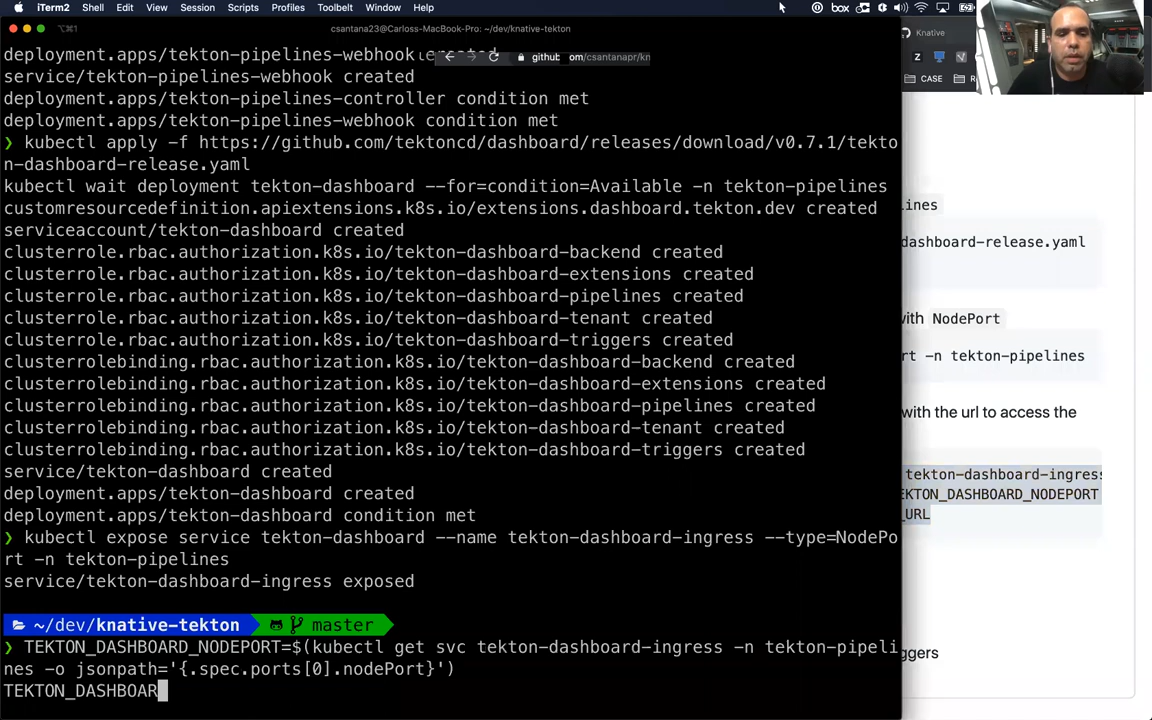 iTerm2 Shell Edit View Session Scripts Profiles Toolbelt Window Help
box
⌥⌘1
csantana23@Carloss-MacBook-Pro: ~/dev/knative-tekton
deployment.apps/tekton-pipelines-webhook created
service/tekton-pipelines-webhook created
deployment.apps/tekton-pipelines-controller condition met
deployment.apps/tekton-pipelines-webhook condition met
❯ kubectl apply -f https://github.com/tektoncd/dashboard/releases/download/v0.7.1/tekto
n-dashboard-release.yaml
kubectl wait deployment tekton-dashboard --for=condition=Available -n tekton-pipelines
customresourcedefinition.apiextensions.k8s.io/extensions.dashboard.tekton.dev created
serviceaccount/tekton-dashboard created
clusterrole.rbac.authorization.k8s.io/tekton-dashboard-backend created
clusterrole.rbac.authorization.k8s.io/tekton-dashboard-extensions created
clusterrole.rbac.authorization.k8s.io/tekton-dashboard-pipelines created
clusterrole.rbac.authorization.k8s.io/tekton-dashboard-tenant created
clusterrole.rbac.authorization.k8s.io/tekton-dashboard-triggers created
clusterrolebinding.rbac.authorization.k8s.io/tekton-dashboard-backend created
clusterrolebinding.rbac.authorization.k8s.io/tekton-dashboard-extensions created
clusterrolebinding.rbac.authorization.k8s.io/tekton-dashboard-pipelines created
clusterrolebinding.rbac.authorization.k8s.io/tekton-dashboard-tenant created
clusterrolebinding.rbac.authorization.k8s.io/tekton-dashboard-triggers created
service/tekton-dashboard created
deployment.apps/tekton-dashboard created
deployment.apps/tekton-dashboard condition met
❯ kubectl expose service tekton-dashboard --name tekton-dashboard-ingress --type=NodePo
rt -n tekton-pipelines
service/tekton-dashboard-ingress exposed
~/dev/knative-tekton master
❯ TEKTON_DASHBOARD_NODEPORT=$(kubectl get svc tekton-dashboard-ingress -n tekton-pipeli
nes -o jsonpath='{.spec.ports[0].nodePort}')
TEKTON_DASHBOAR
github.com/csantanapr/kn
Knative
CASE
lines
dashboard-release.yaml
with NodePort
rt -n tekton-pipelines
with the url to access the
tekton-dashboard-ingress
EKTON_DASHBOARD_NODEPORT
_URL
ggers